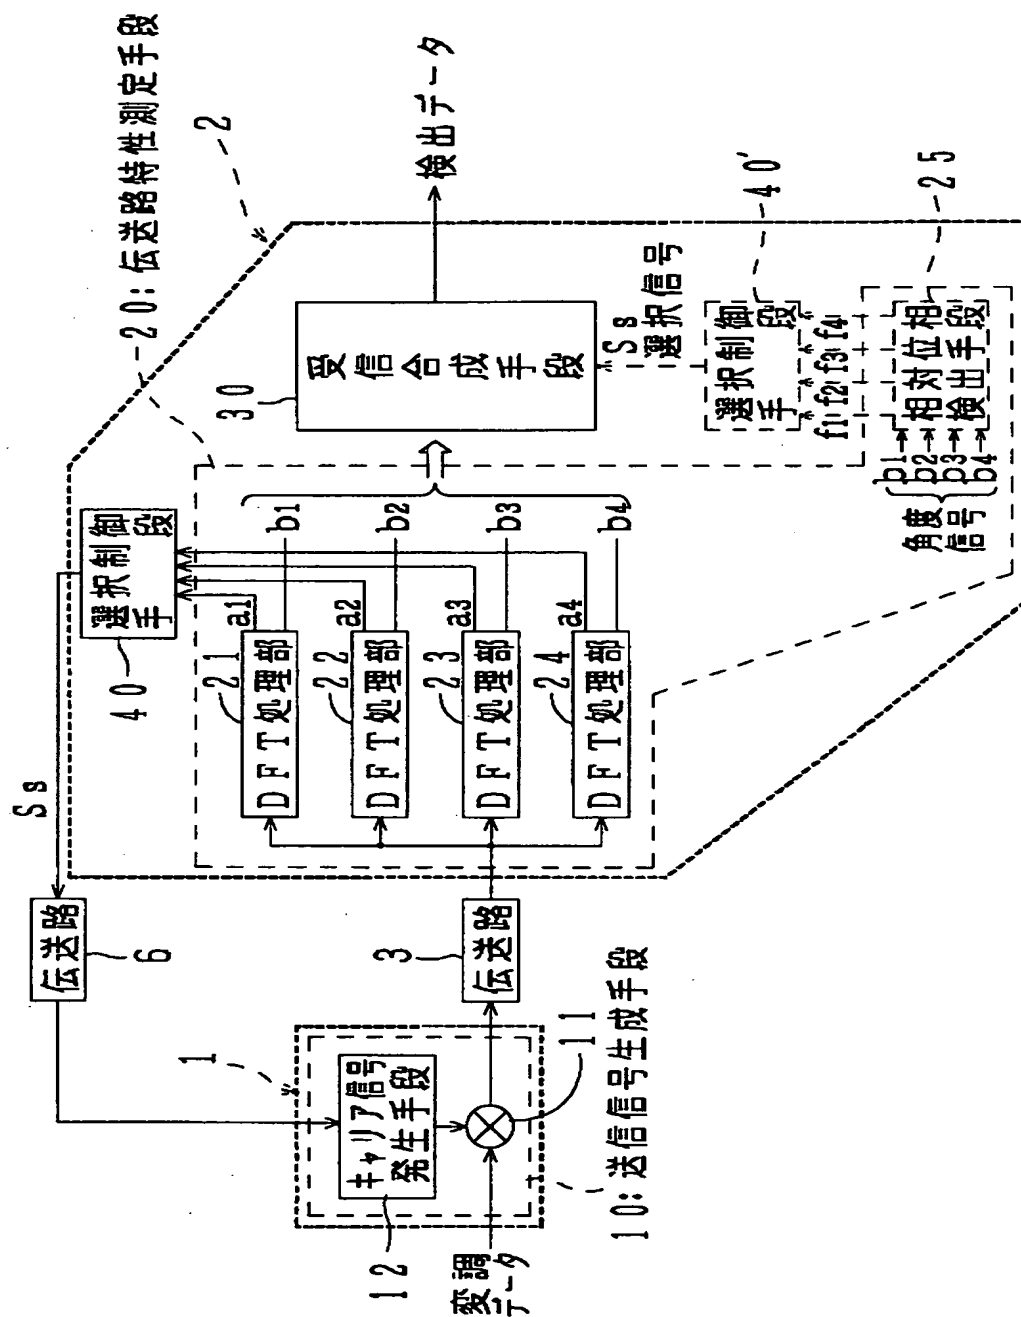 20:伝送路特性測定手段
2
検出データ
Ss
40
選択制御
手段
伝送路
6
30
受信合成手段
Ss
選択信号
40'
選択制御
手段
f1 f2 f3 f4
25
相対位相
検出手段
b1
b2
b3
b4
角度
信号
a1
b1
21
DFT処理部
a2
b2
22
DFT処理部
a3
b3
23
DFT処理部
a4
b4
24
DFT処理部
3
伝送路
1
キャリア信号
発生手段
12
11
変調
データ
10:送信信号生成手段